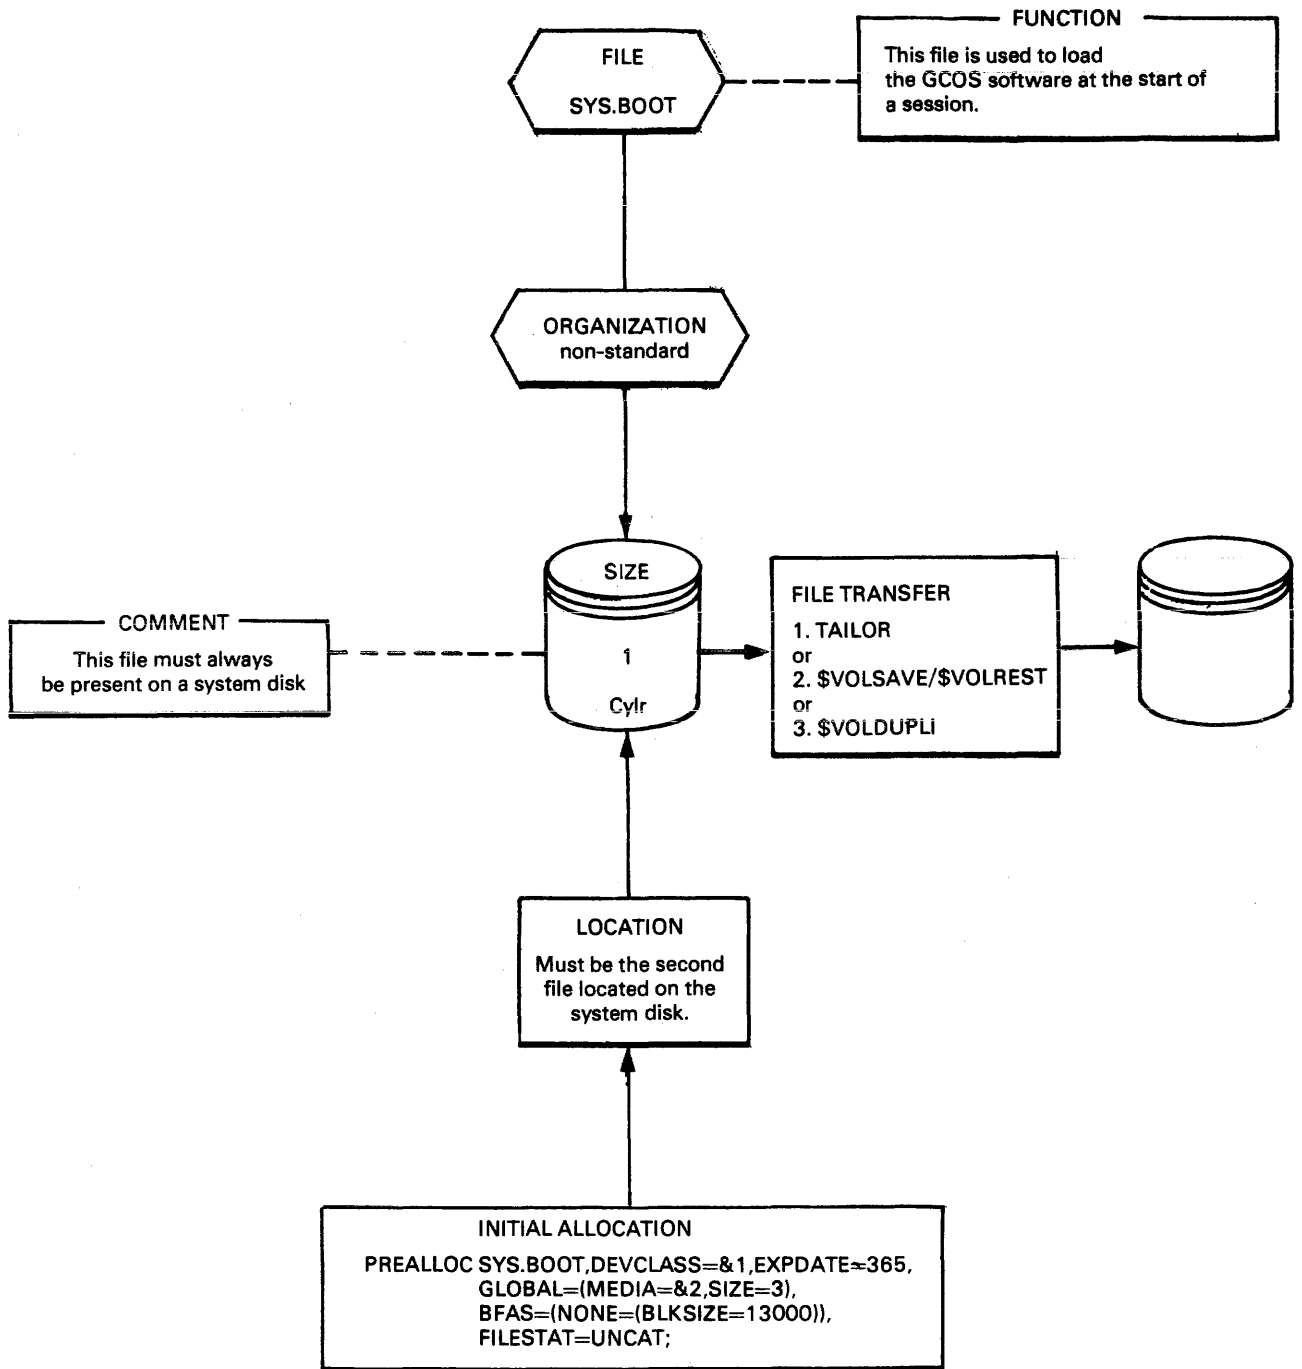 FILE
SYS.BOOT
FUNCTION
This file is used to load
the GCOS software at the start of
a session.
ORGANIZATION
non-standard
SIZE
1
Cylr
COMMENT
This file must always
be present on a system disk
FILE TRANSFER
1. TAILOR
or
2. $VOLSAVE/$VOLREST
or
3. $VOLDUPLI
LOCATION
Must be the second
file located on the
system disk.
INITIAL ALLOCATION
PREALLOC SYS.BOOT,DEVCLASS=&1,EXPDATE=365,
GLOBAL=(MEDIA=&2,SIZE=3),
BFAS=(NONE=(BLKSIZE=13000)),
FILESTAT=UNCAT;